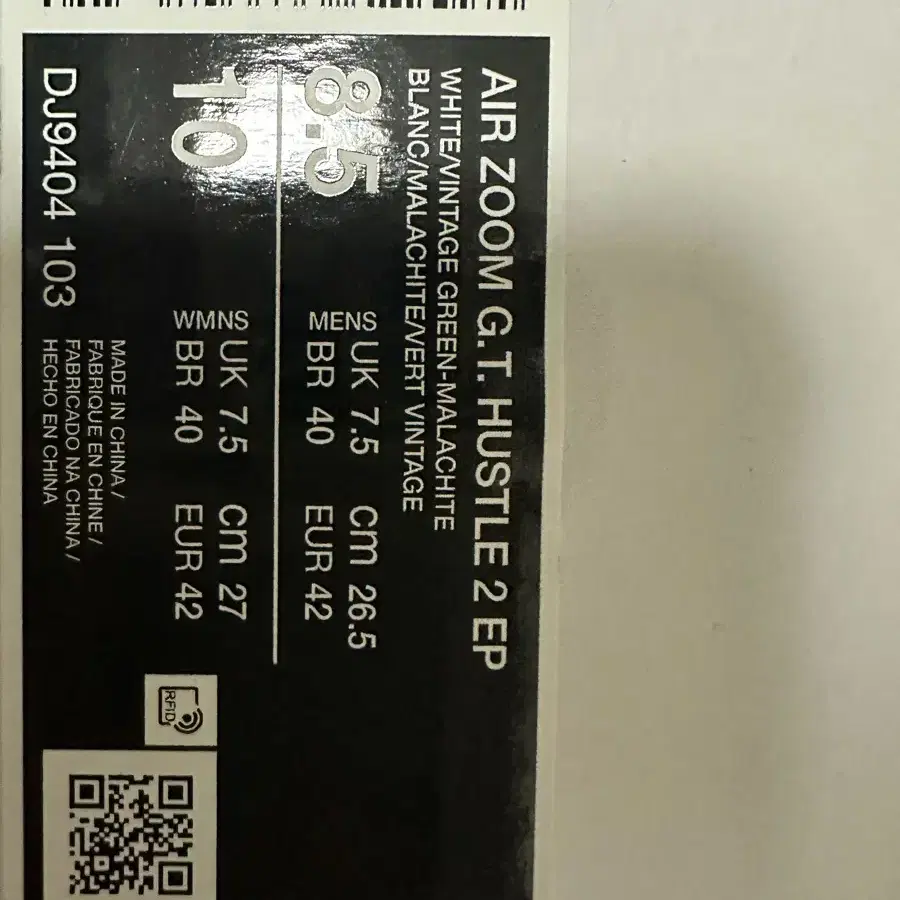 AIR ZOOM G.T. HUSTLE 2 EP
WHITE/VINTAGE GREEN-MALACHITE
BLANC/MALACHITE/VERT VINTAGE
8.5 MENS UK 7.5 cm 26.5
BR 40 EUR 42
10 WMNS UK 7.5 cm 27
BR 40 EUR 42
DJ9404 103
MADE IN CHINA /
FABRIQUE EN CHINE /
FABRICADO NA CHINA /
HECHO EN CHINA
RFID